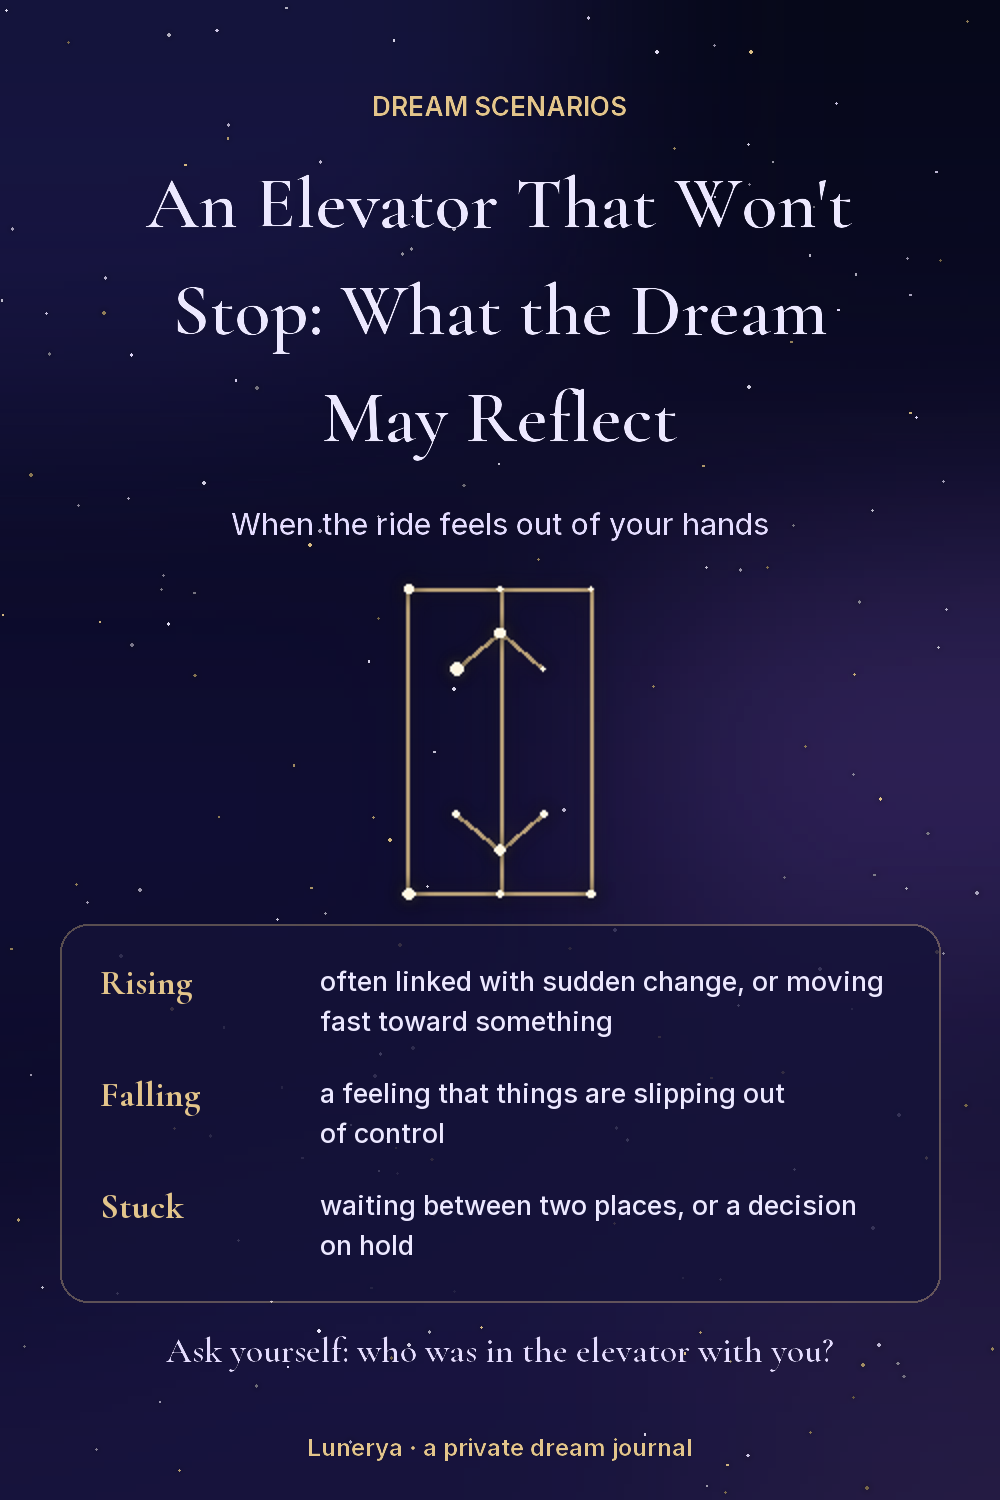 DREAM SCENARIOS
An Elevator That Won't
Stop: What the Dream
May Reflect
When the ride feels out of your hands
Rising
often linked with sudden change, or moving
fast toward something
Falling
a feeling that things are slipping out
of control
Stuck
waiting between two places, or a decision
on hold
Ask yourself: who was in the elevator with you?
Lunerya · a private dream journal